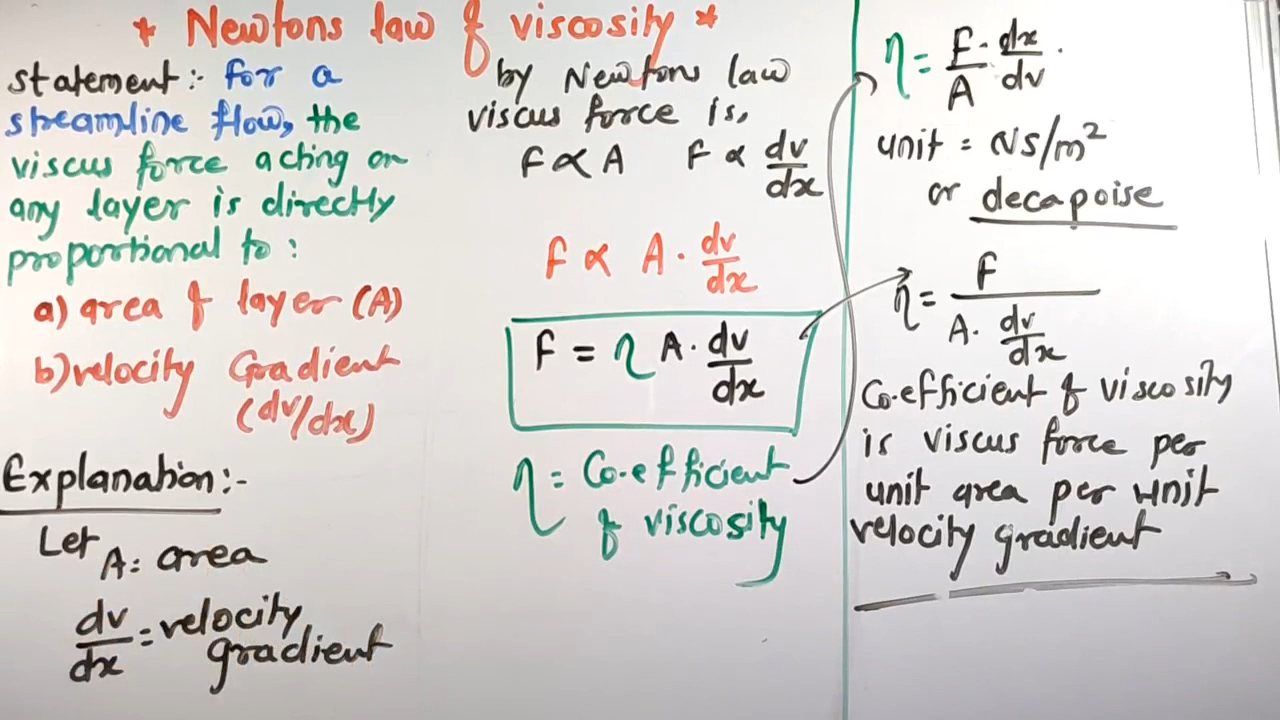 * Newtons law of viscosity *
statement:- For a
streamline flow, the
viscus force acting on
any layer is directly
proportional to :
a) area of layer (A)
b) velocity Gradient
(dv/dx)
Explanation:-
Let A = area
dv/dx = velocity
gradient
by Newtons law
viscus force is,
F ∝ A F ∝ dv/dx
F ∝ A · dv/dx
F = η A · dv/dx
η = Co-efficient
of viscosity
η = F/A · dx/dv ·
unit = Ns/m²
or decapoise
η = F / A · dv/dx
Co-efficient of viscosity
is viscus force per
unit area per unit
velocity gradient